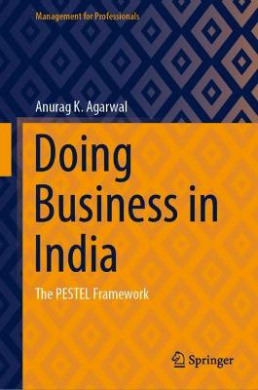 Management for Professionals
Anurag K. Agarwal
Doing
Business in
India
The PESTEL Framework
Springer